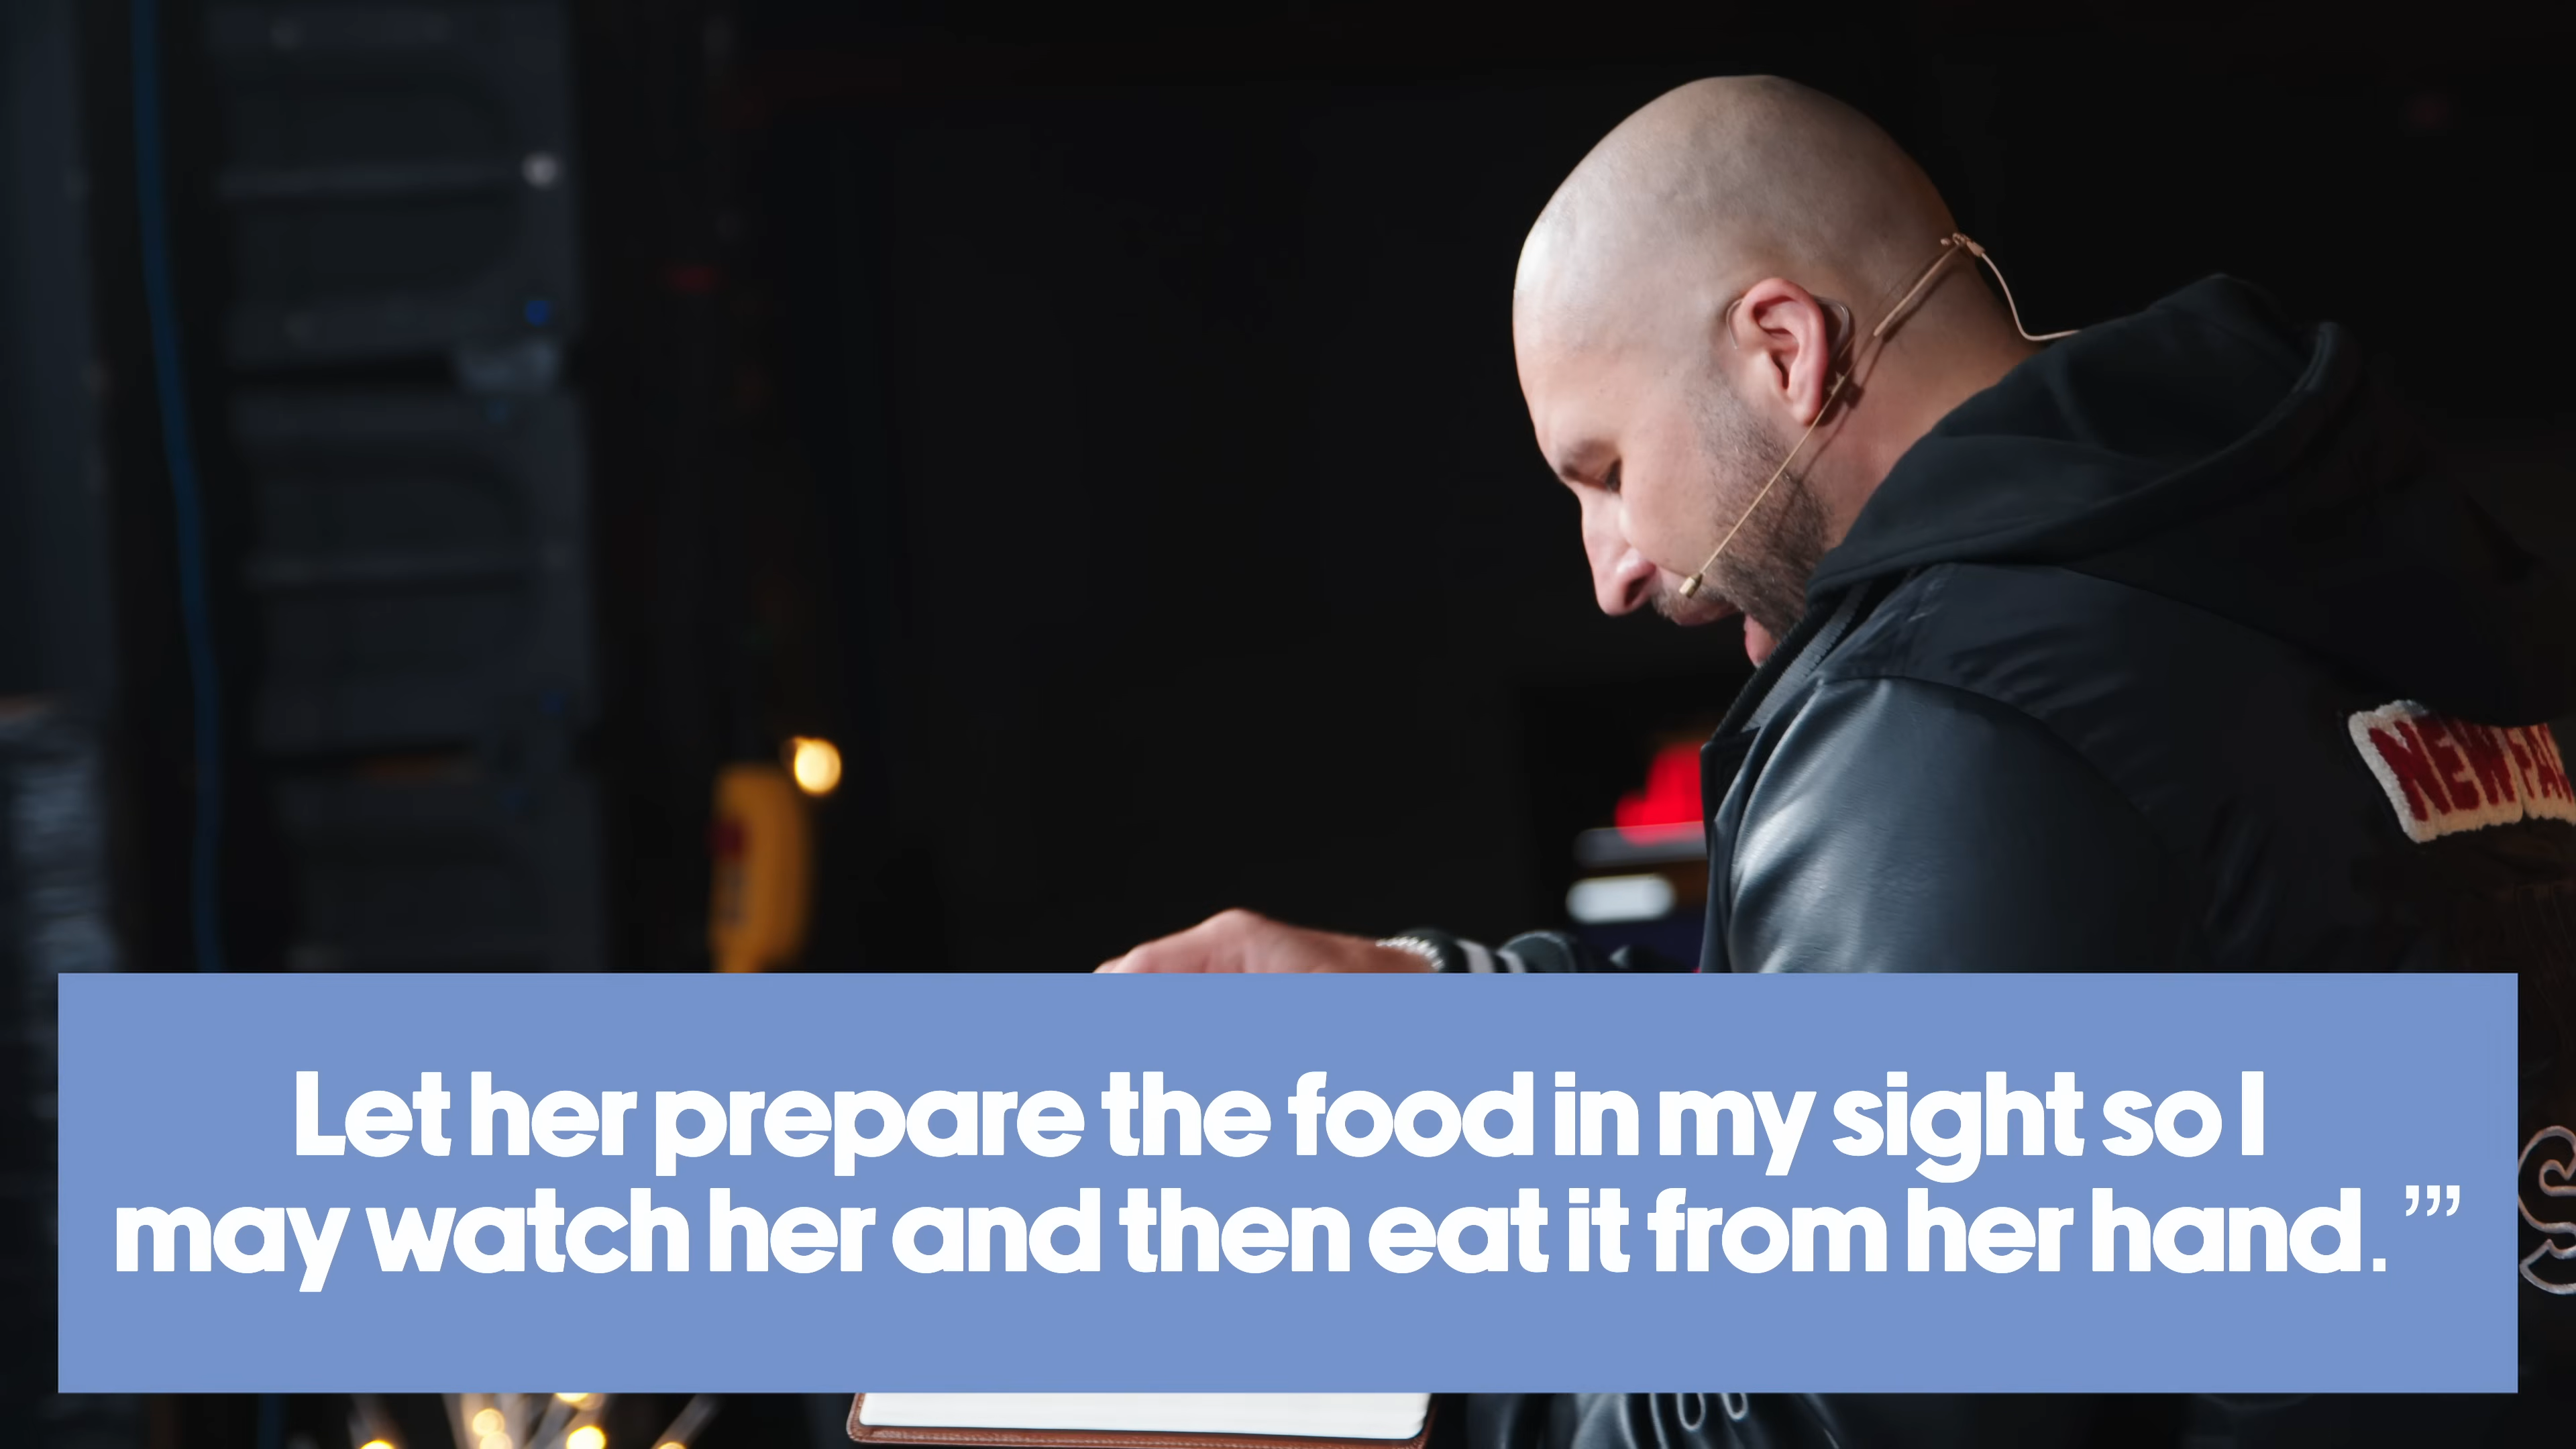 NEW
Let her prepare the food in my sight so I
may watch her and then eat it from her hand.’”